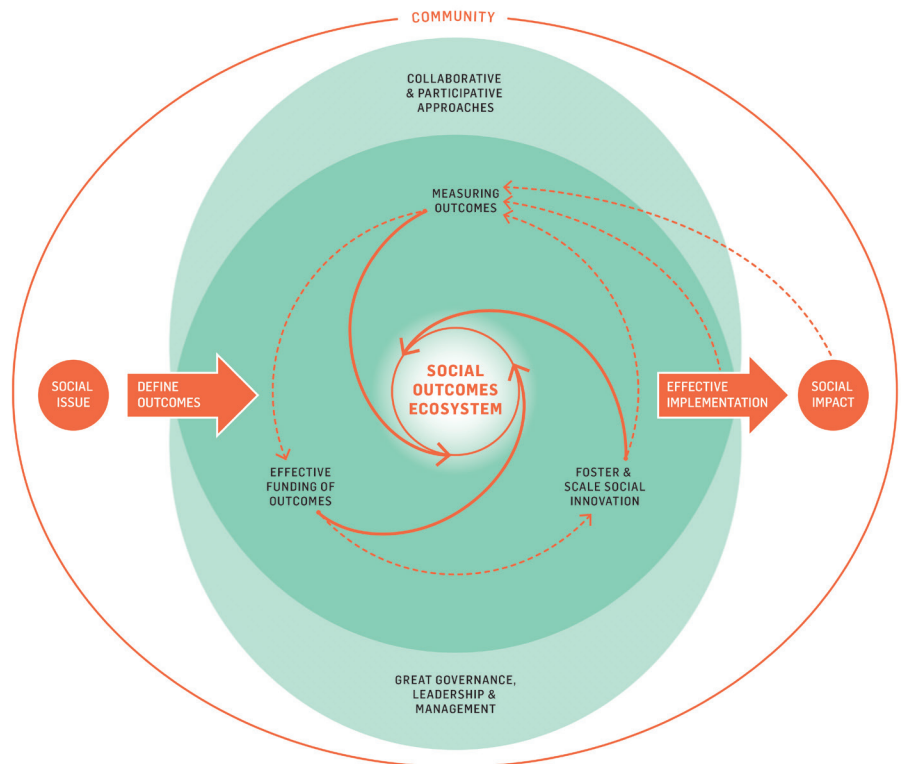 COMMUNITY
COLLABORATIVE
& PARTICIPATIVE
APPROACHES
MEASURING
OUTCOMES
SOCIAL
ISSUE
DEFINE
OUTCOMES
SOCIAL
OUTCOMES
ECOSYSTEM
EFFECTIVE
IMPLEMENTATION
SOCIAL
IMPACT
EFFECTIVE
FUNDING OF
OUTCOMES
FOSTER &
SCALE SOCIAL
INNOVATION
GREAT GOVERNANCE,
LEADERSHIP &
MANAGEMENT